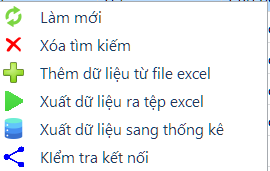 Làm mới
Xóa tìm kiếm
Thêm dữ liệu từ file excel
Xuất dữ liệu ra tệp excel
Xuất dữ liệu sang thống kê
KIểm tra kết nối